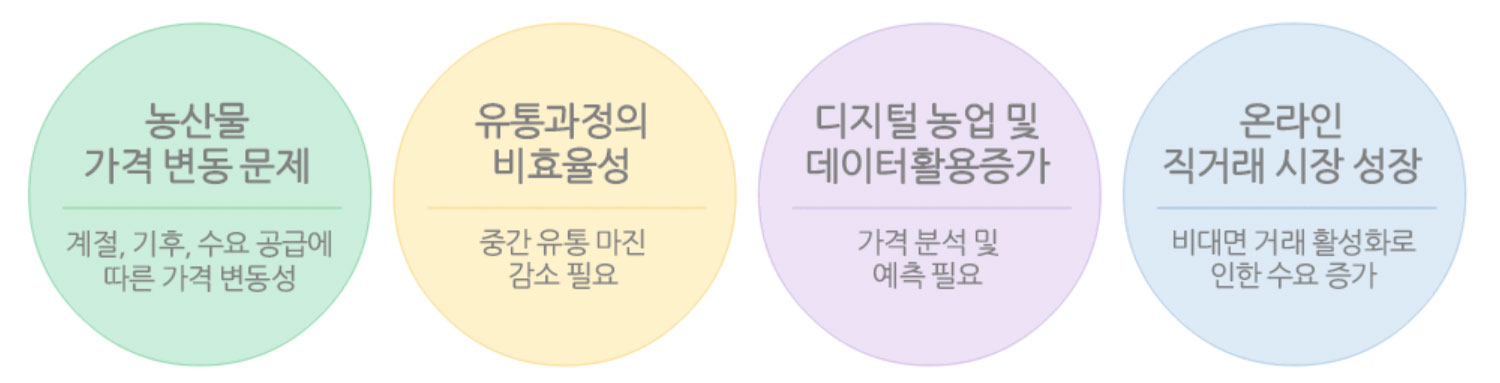 농산물
가격 변동 문제
계절, 기후, 수요 공급에
따른 가격 변동성
유통과정의
비효율성
중간 유통 마진
감소 필요
디지털 농업 및
데이터활용증가
가격 분석 및
예측 필요
온라인
직거래 시장 성장
비대면 거래 활성화로
인한 수요 증가